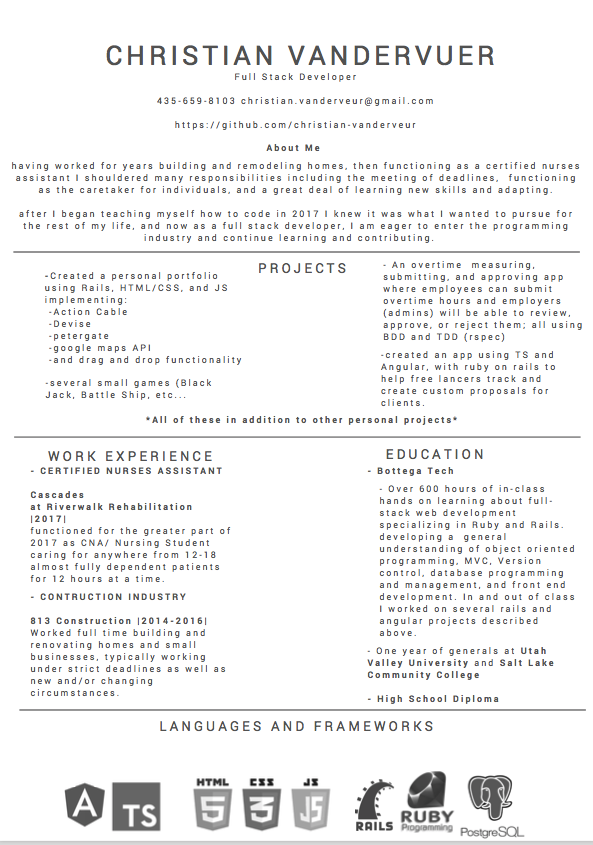 CHRISTIAN VANDERVUER
Full Stack Developer
435-659-8103 christian.vanderveur@gmail.com
https://github.com/christian-vanderveur
About Me
having worked for years building and remodeling homes, then functioning as a certified nurses
assistant I shouldered many responsibilities including the meeting of deadlines, functioning
as the caretaker for individuals, and a great deal of learning new skills and adapting.
after I began teaching myself how to code in 2017 I knew it was what I wanted to pursue for
the rest of my life, and now as a full stack developer, I am eager to enter the programming
industry and continue learning and contributing.
PROJECTS
-Created a personal portfolio
using Rails, HTML/CSS, and JS
implementing:
-Action Cable
-Devise
-petergate
-google maps API
-and drag and drop functionality
-several small games (Black
Jack, Battle Ship, etc...
- An overtime measuring,
submitting, and approving app
where employees can submit
overtime hours and employers
(admins) will be able to review,
approve, or reject them; all using
BDD and TDD (rspec)
-created an app using TS and
Angular, with ruby on rails to
help free lancers track and
create custom proposals for
clients.
*All of these in addition to other personal projects*
WORK EXPERIENCE
- CERTIFIED NURSES ASSISTANT
Cascades
at Riverwalk Rehabilitation
|2017|
functioned for the greater part of
2017 as CNA/ Nursing Student
caring for anywhere from 12-18
almost fully dependent patients
for 12 hours at a time.
- CONTRUCTION INDUSTRY
813 Construction |2014-2016|
Worked full time building and
renovating homes and small
businesses, typically working
under strict deadlines as well as
new and/or changing
circumstances.
EDUCATION
- Bottega Tech
- Over 600 hours of in-class
hands on learning about full-
stack web development
specializing in Ruby and Rails.
developing a general
understanding of object oriented
programming, MVC, Version
control, database programming
and management, and front end
development. In and out of class
I worked on several rails and
angular projects described
above.
- One year of generals at Utah
Valley University and Salt Lake
Community College
- High School Diploma
LANGUAGES AND FRAMEWORKS
A TS HTML 5 CSS 3 JS JS RAILS RUBY Programming PostgreSQL